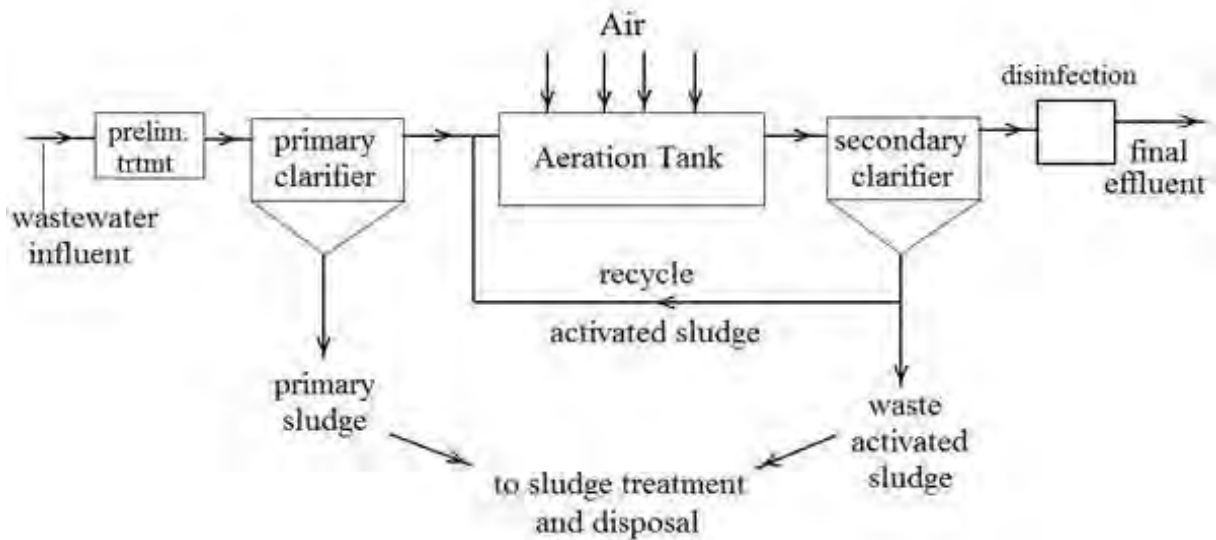 Air
disinfection
prelim.
trtmt
primary
clarifier
Aeration Tank
secondary
clarifier
final
effluent
wastewater
influent
recycle
activated sludge
primary
sludge
waste
activated
sludge
to sludge treatment
and disposal